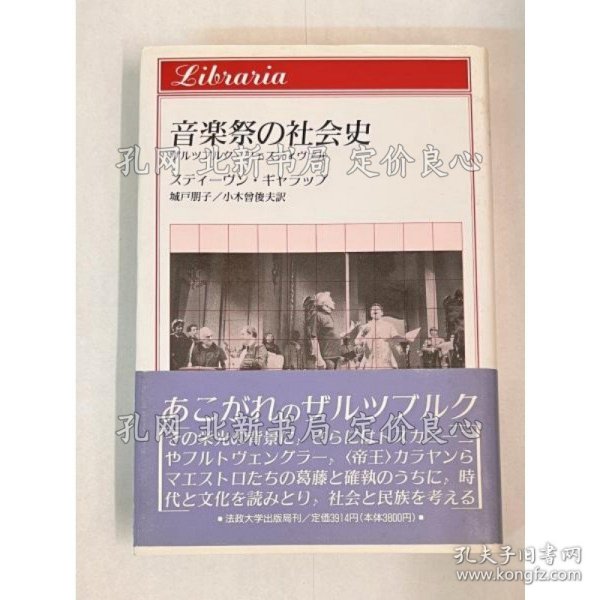 Libraria
音楽祭の社会史
スティーヴン・ギャラップ
城戸朋子／小木曾俊夫訳
孔网 北新书局 定价良心
あこがれのザルツブルク
孔网 北新书局 定价良心
やフルトヴェングラー，〈帝王〉カラヤンら
マエストロたちの葛藤と確執のうちに，時
代と文化を読みとり，社会と民族を考える
●法政大学出版局刊／定価3914円（本体3800円）●
孔夫子旧书网
www.kongfz.com